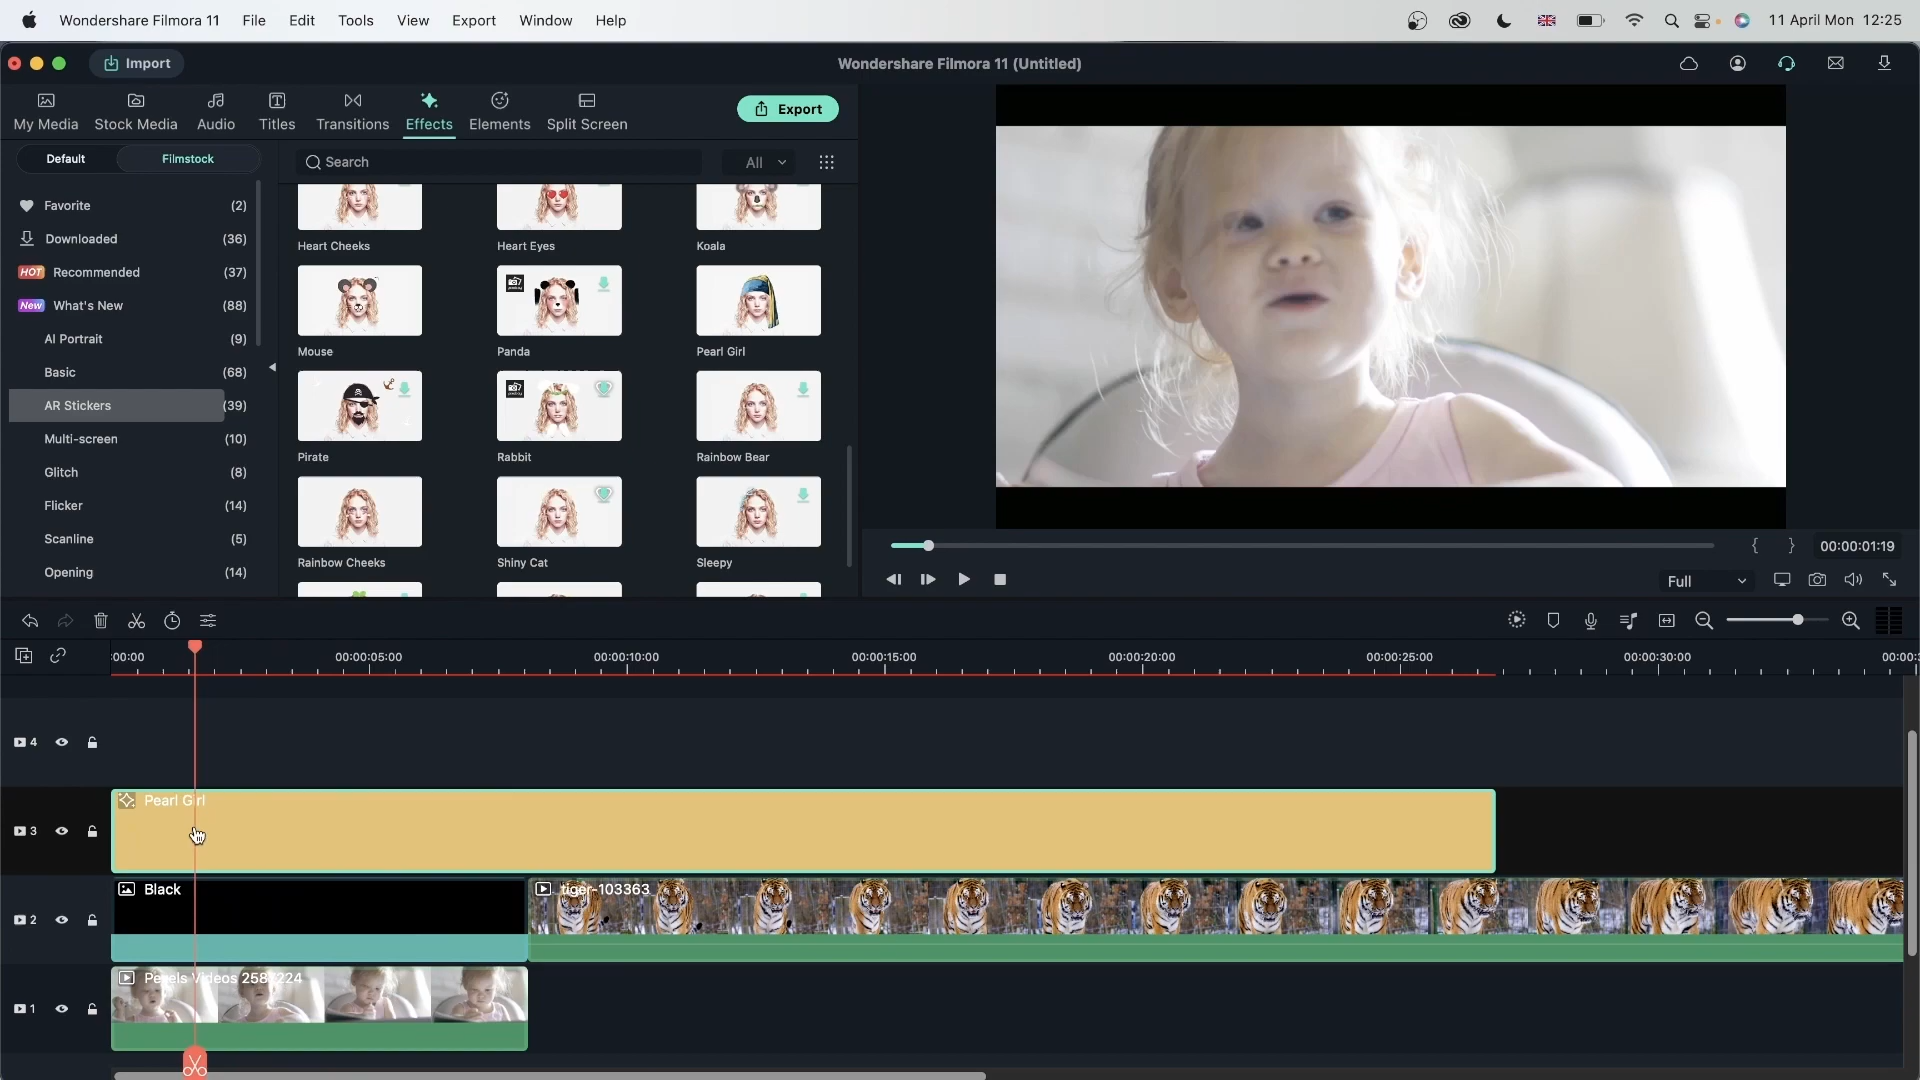 Wondershare Filmora 11 File Edit Tools View Export Window Help 11 April Mon 12:25
Import Wondershare Filmora 11 (Untitled)
My Media Stock Media Audio Titles Transitions Effects Elements Split Screen Export
Default Filmstock Search All
Favorite (2)
Downloaded (36)
HOT Recommended (37)
New What's New (88)
AI Portrait (9)
Basic (68)
AR Stickers (39)
Multi-screen (10)
Glitch (8)
Flicker (14)
Scanline (5)
Opening (14)
Heart Cheeks Heart Eyes Koala
Mouse Panda Pearl Girl
Pirate Rabbit Rainbow Bear
Rainbow Cheeks Shiny Cat Sleepy
{ } 00:00:01:19
Full
:00:00 00:00:05:00 00:00:10:00 00:00:15:00 00:00:20:00 00:00:25:00 00:00:30:00 00:00:3
4
3 Pearl Girl
2 Black tiger-103363
1 Pexels Videos